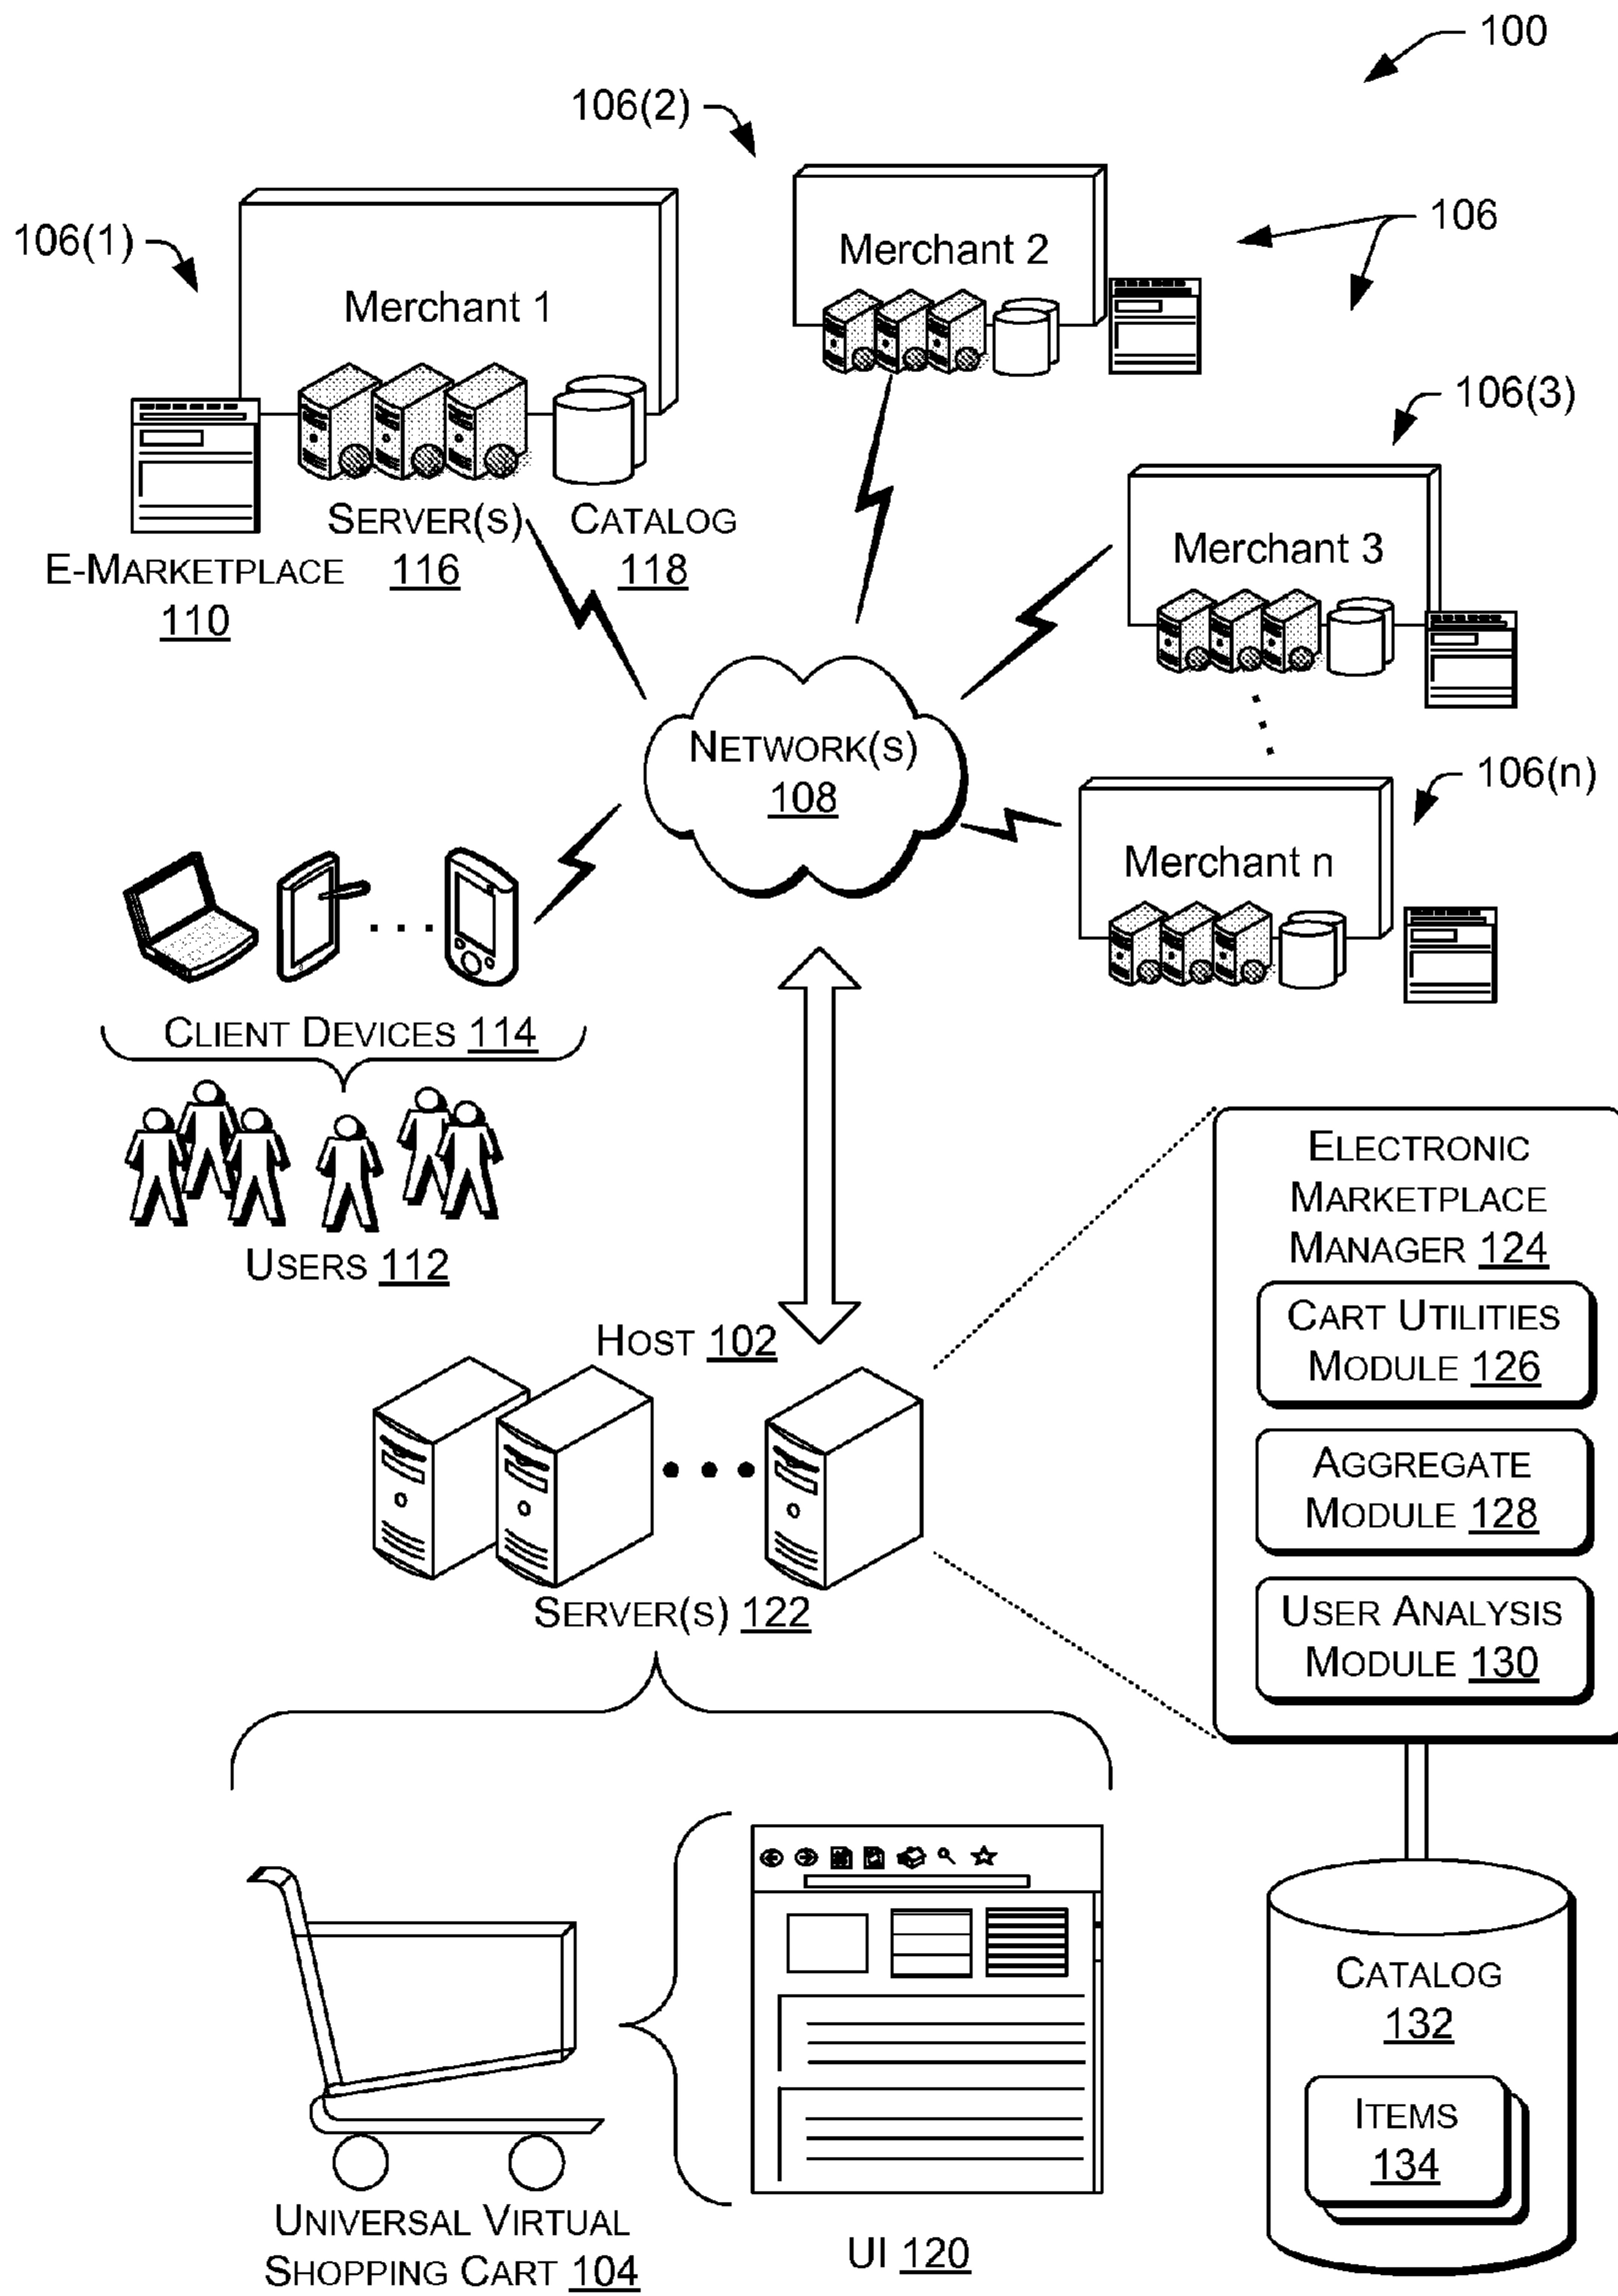 100
106(2)
106
106(1)
Merchant 2
Merchant 1
106(3)
SERVER(S)
116
CATALOG
118
E-MARKETPLACE
110
Merchant 3
NETWORK(S)
108
106(n)
Merchant n
CLIENT DEVICES 114
USERS 112
ELECTRONIC
MARKETPLACE
MANAGER 124
CART UTILITIES
MODULE 126
AGGREGATE
MODULE 128
USER ANALYSIS
MODULE 130
HOST 102
SERVER(S) 122
CATALOG
132
ITEMS
134
UNIVERSAL VIRTUAL
SHOPPING CART 104
UI 120